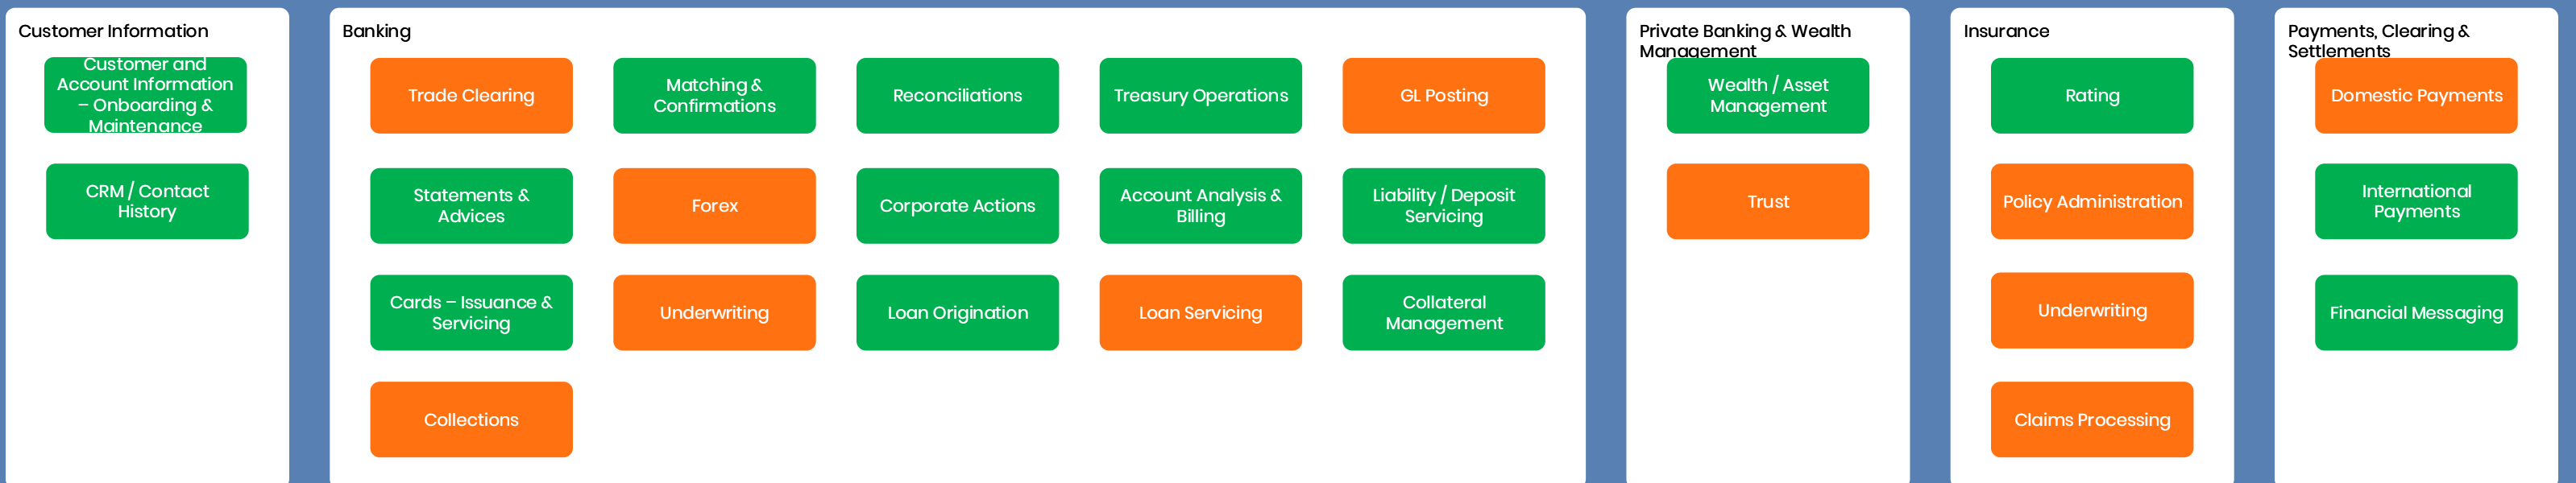 Customer Information
Customer and
Account Information
– Onboarding &
Maintenance
CRM / Contact
History
Banking
Trade Clearing
Matching &
Confirmations
Reconciliations
Treasury Operations
GL Posting
Statements &
Advices
Forex
Corporate Actions
Account Analysis &
Billing
Liability / Deposit
Servicing
Cards – Issuance &
Servicing
Underwriting
Loan Origination
Loan Servicing
Collateral
Management
Collections
Private Banking & Wealth
Management
Wealth / Asset
Management
Trust
Insurance
Rating
Policy Administration
Underwriting
Claims Processing
Payments, Clearing &
Settlements
Domestic Payments
International
Payments
Financial Messaging